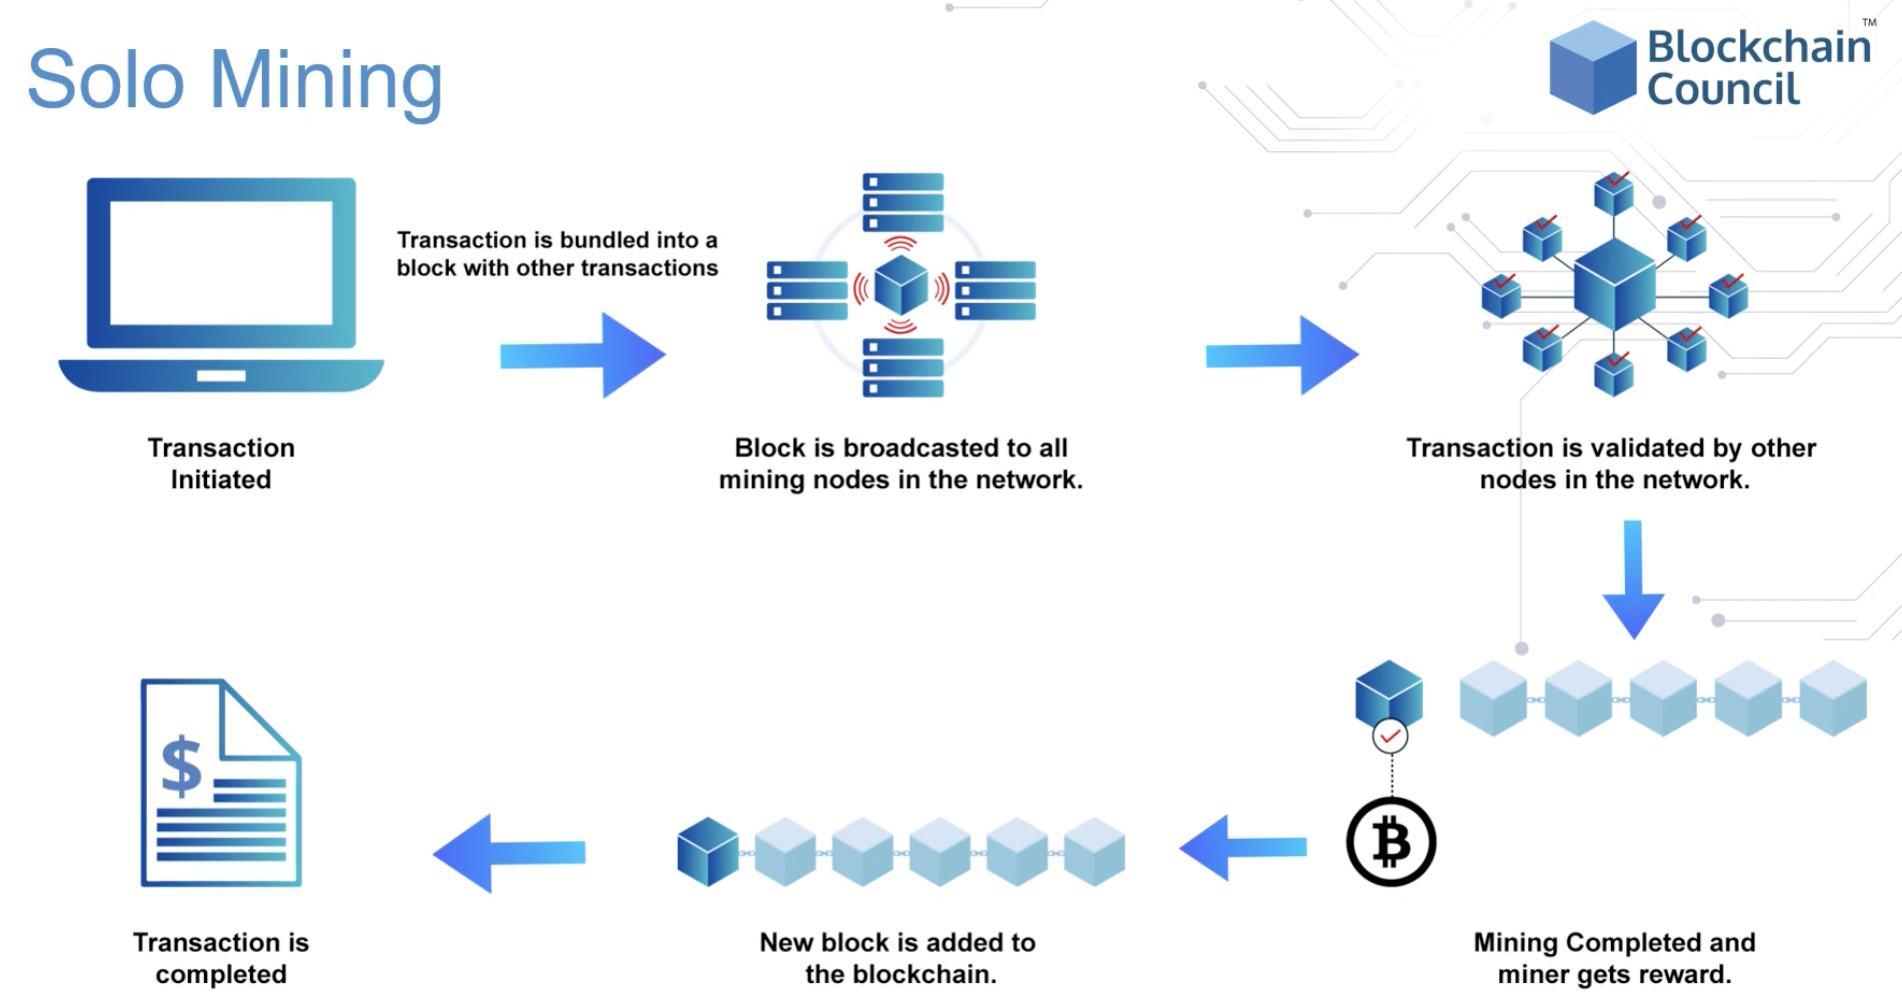 Solo Mining
Blockchain
Council
TM
Transaction is bundled into a
block with other transactions
Transaction
Initiated
Block is broadcasted to all
mining nodes in the network.
Transaction is validated by other
nodes in the network.
$
₿
Transaction is
completed
New block is added to
the blockchain.
Mining Completed and
miner gets reward.